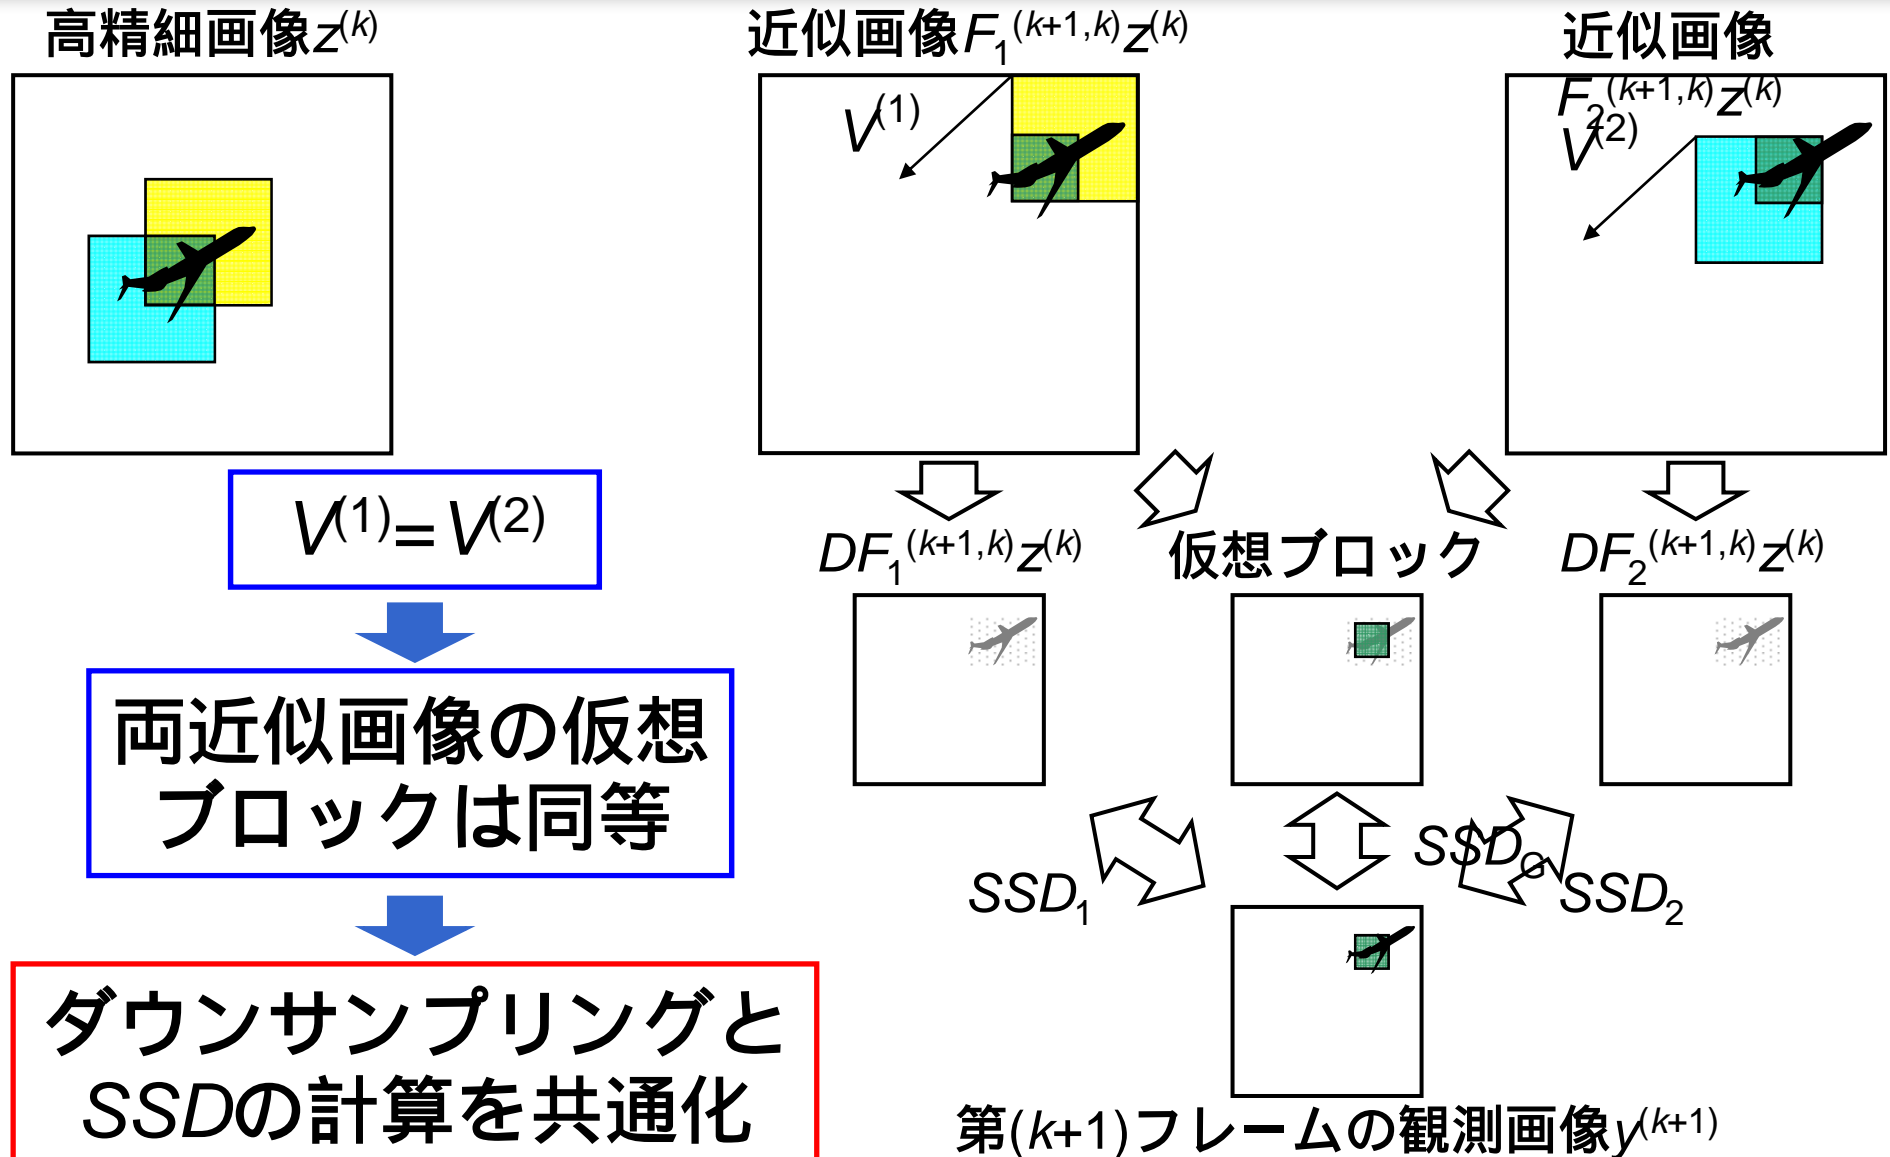 高精細画像z(k)
近似画像F1(k+1,k)z(k)
近似画像
F2(k+1,k)z(k)
V(1)
V(2)
V(1)=V(2)
DF1(k+1,k)z(k)
仮想ブロック
DF2(k+1,k)z(k)
両近似画像の仮想
ブロックは同等
SSD1
SSDG
SSD2
ダウンサンプリングと
SSDの計算を共通化
第(k+1)フレームの観測画像y(k+1)